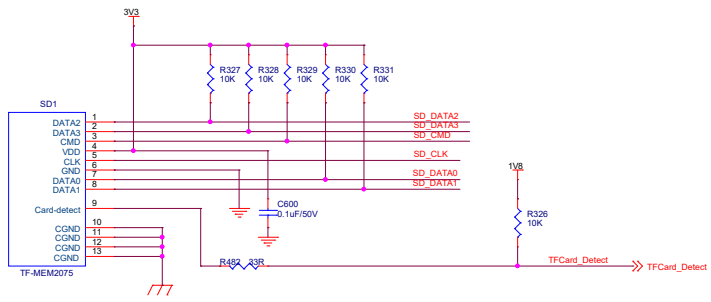 3V3
R327
10K
R328
10K
R329
10K
R330
10K
R331
10K
SD1
1
DATA2
SD_DATA2
2
DATA3
SD_DATA3
3
CMD
SD_CMD
4
VDD
5
CLK
SD_CLK
6
GND
7
DATA0
SD_DATA0
8
DATA1
SD_DATA1
9
Card-detect
10
CGND
11
CGND
12
CGND
13
CGND
TF-MEM2075
C600
0.1uF/50V
1V8
R326
10K
R482 33R
TFCard_Detect
TFCard_Detect